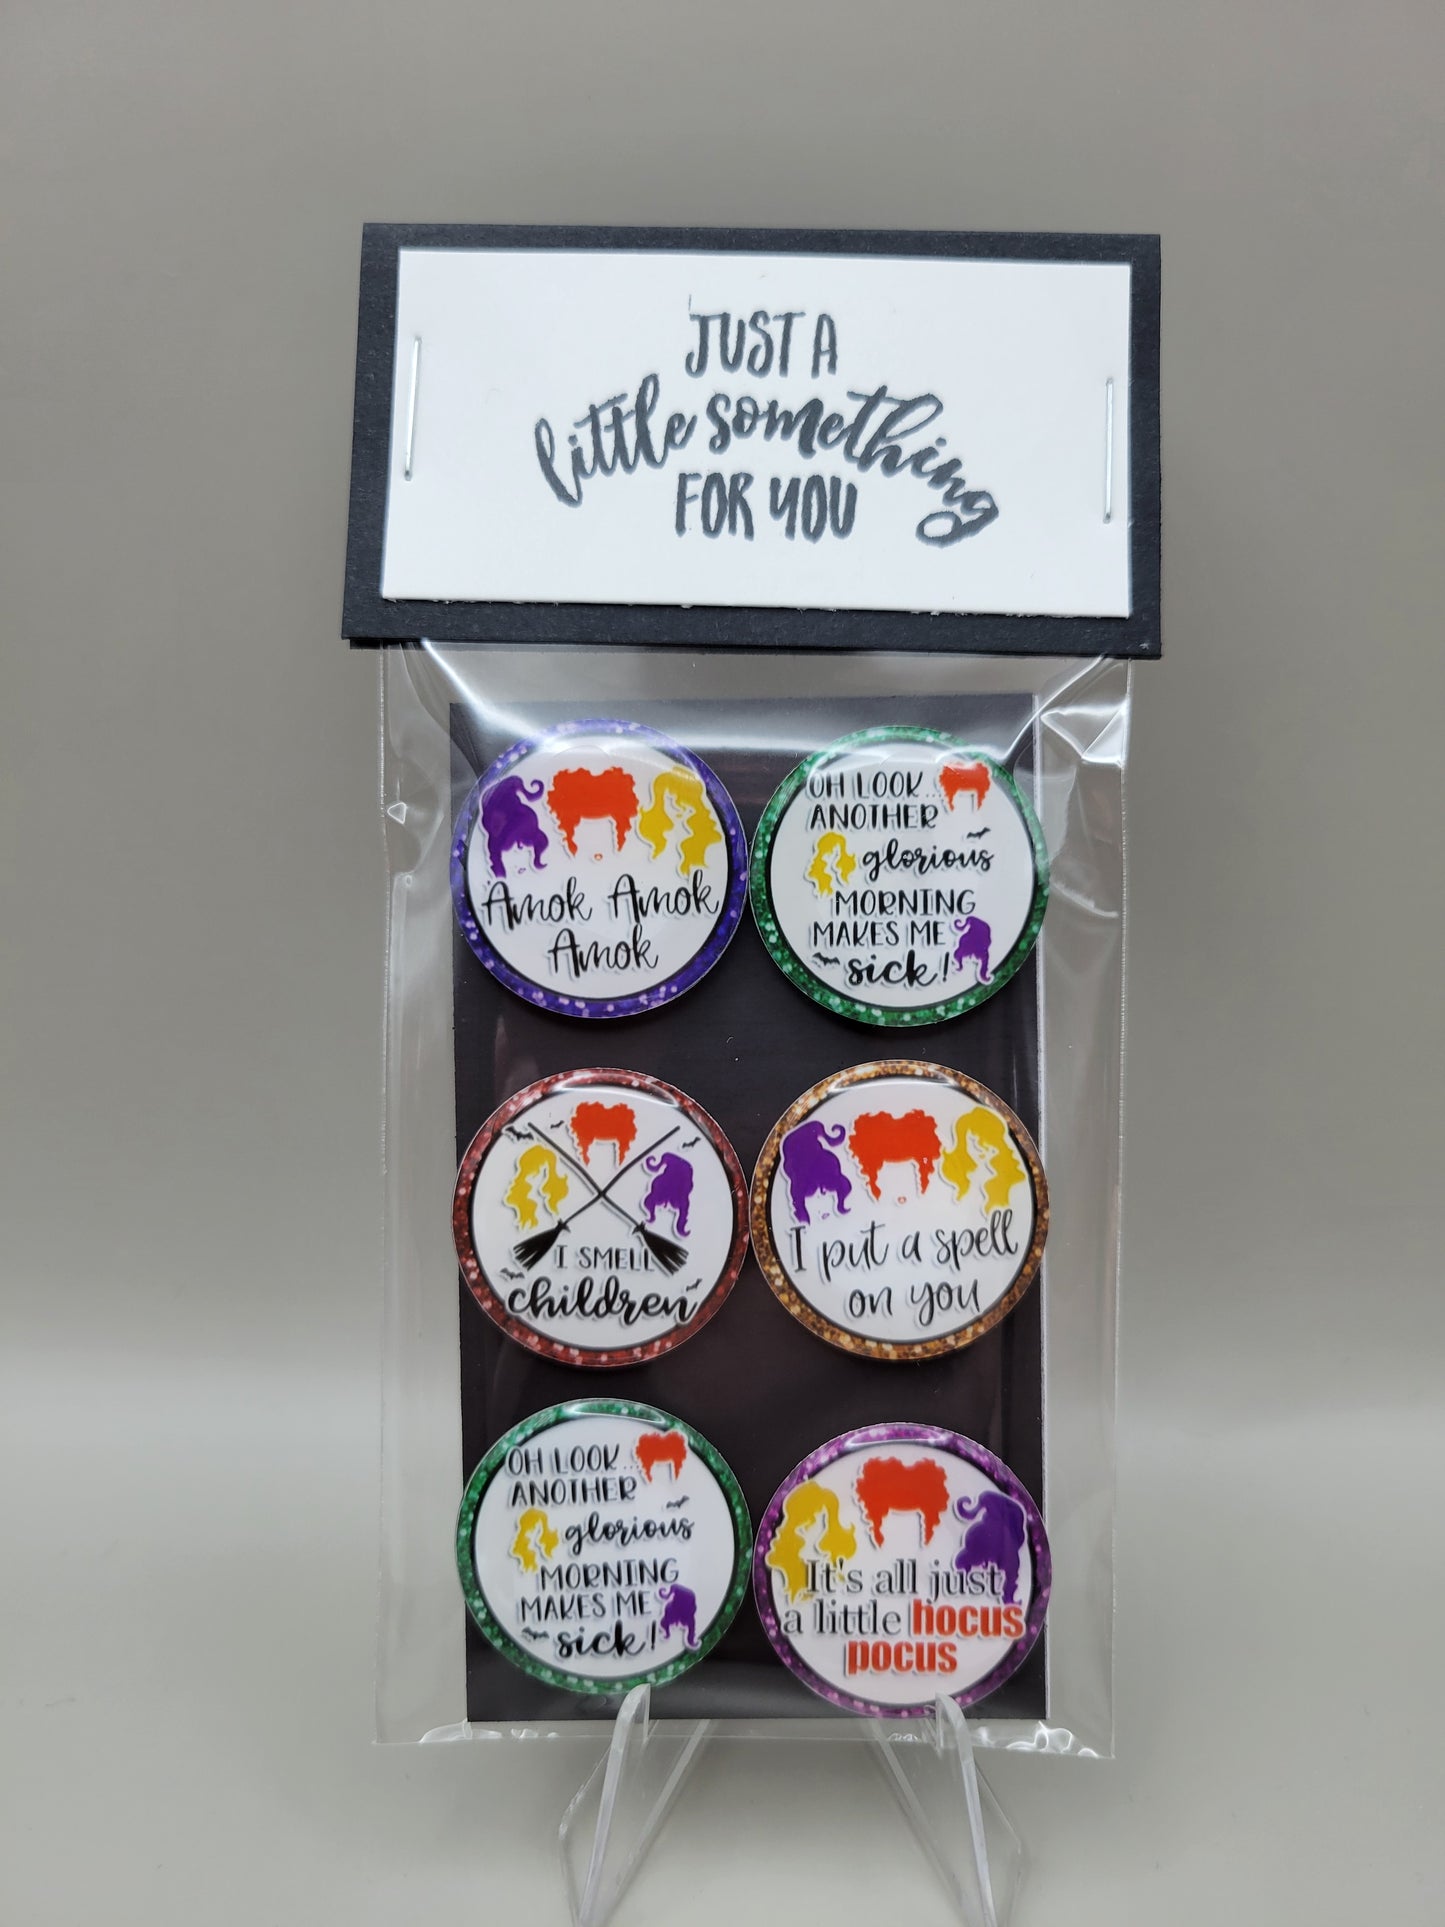 JUST A
little something
FOR YOU
Amok Amok
Amok
OH LOOK...
ANOTHER
glorious
MORNING
MAKES ME
sick!
I SMELL
children
I put a spell
on you
OH LOOK...
ANOTHER
glorious
MORNING
MAKES ME
sick!
It's all just
a little hocus
pocus